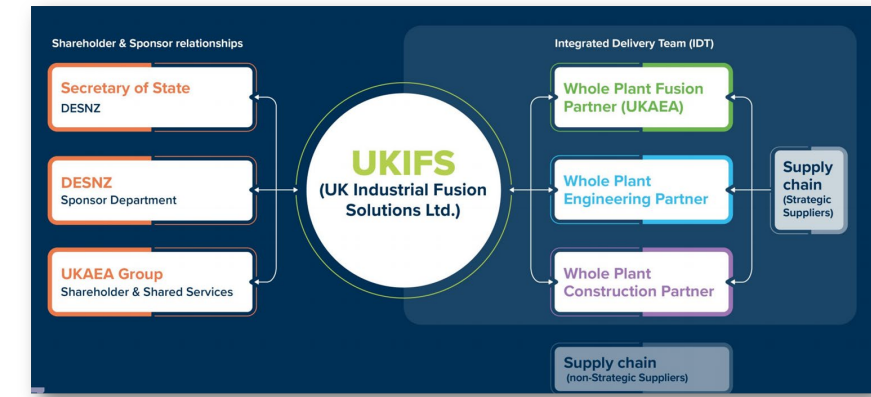 Shareholder & Sponsor relationships
Secretary of State
DESNZ
DESNZ
Sponsor Department
UKAEA Group
Shareholder & Shared Services
UKIFS
(UK Industrial Fusion
Solutions Ltd.)
Integrated Delivery Team (IDT)
Whole Plant Fusion
Partner (UKAEA)
Whole Plant
Engineering Partner
Whole Plant
Construction Partner
Supply
chain
(Strategic
Suppliers)
Supply chain
(non-Strategic Suppliers)